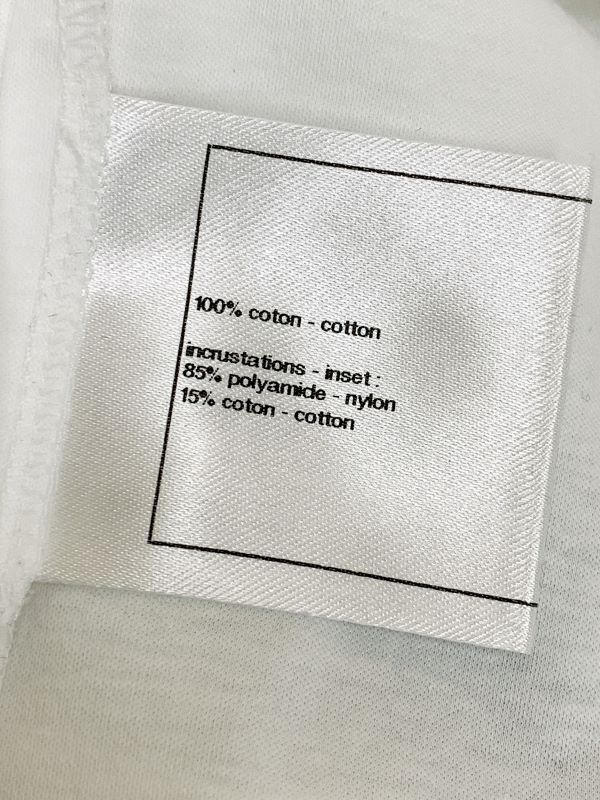 100% coton - cotton
incrustations - inset :
85% polyamide - nylon
15% coton - cotton